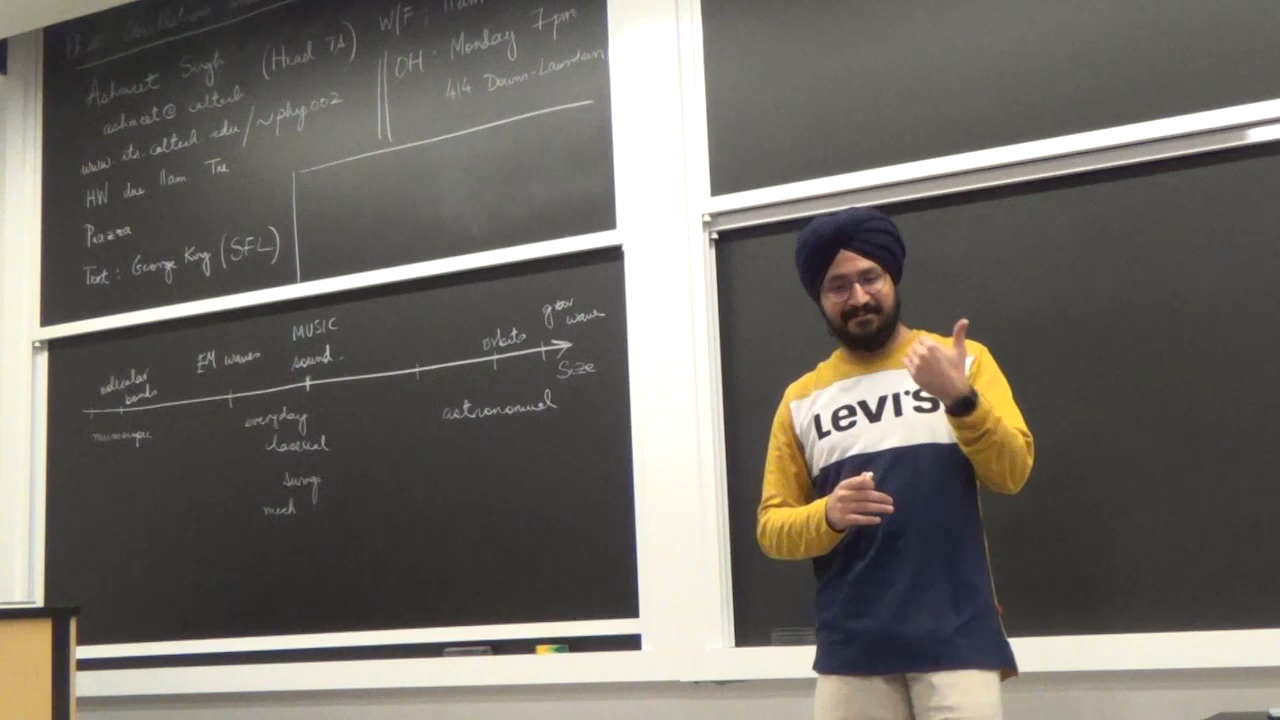 Ashmeet Singh (Head TA)
ashmeet@ caltech
www.its.caltech.edu/~phy002
HW due 11am Tue
Piazza
Text: George King (SFL)
W/F: 11am
OH: Monday 7pm
414 Downs-Lauritsen
MUSIC
molecular
bonds
EM waves
sound.
orbits
grav
waves
size
microscopic
everyday
classical
astronomical
mech
Levi's